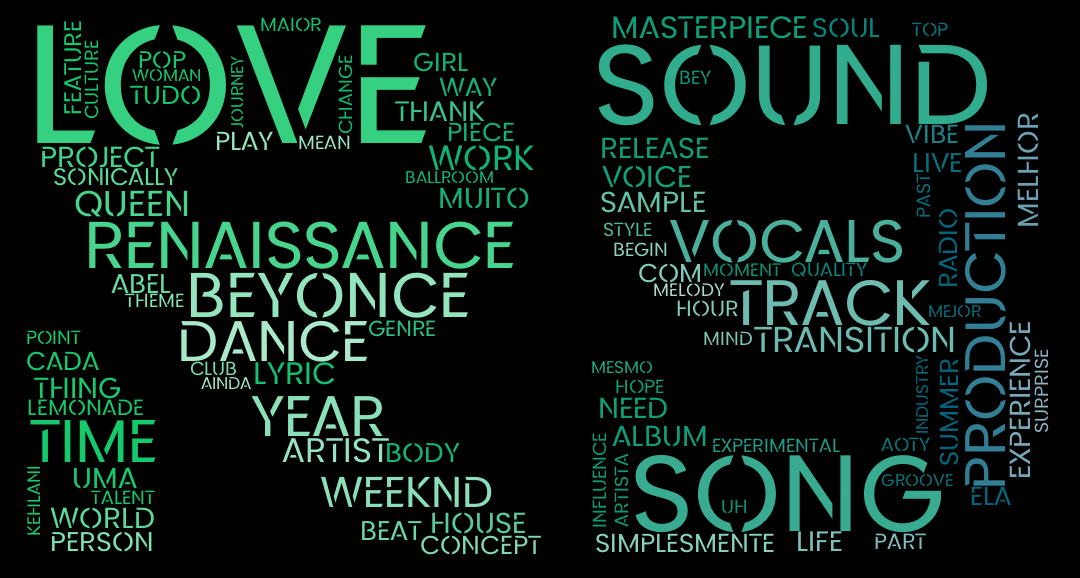 LOVE
FEATURE
CULTURE
POP
WOMAN
TUDO
JOURNEY
MAIOR
CHANGE
GIRL
WAY
THANK
PIECE
PLAY
MEAN
WORK
PROJECT
SONICALLY
BALLROOM
QUEEN
MUITO
RENAISSANCE
ABEL
THEME
BEYONCE
DANCE
GENRE
CLUB
AINDA
LYRIC
YEAR
ARTIST
BODY
WEEKND
BEAT
HOUSE
CONCEPT
POINT
CADA
THING
LEMONADE
TIME
UMA
TALENT
KEHLANI
WORLD
PERSON
MASTERPIECE
SOUL
TOP
SOUND
BEY
RELEASE
VOICE
SAMPLE
STYLE
BEGIN
VOCALS
VIBE
LIVE
PAST
RADIO
PRODUCTION
MELHOR
COM
MOMENT
QUALITY
MELODY
HOUR
TRACK
MEJOR
MIND
TRANSITION
MESMO
HOPE
NEED
ALBUM
EXPERIMENTAL
INDUSTRY
SUMMER
EXPERIENCE
SURPRISE
AOTY
INFLUENCE
ARTISTA
SONG
UH
GROOVE
ELA
SIMPLESMENTE
LIFE
PART